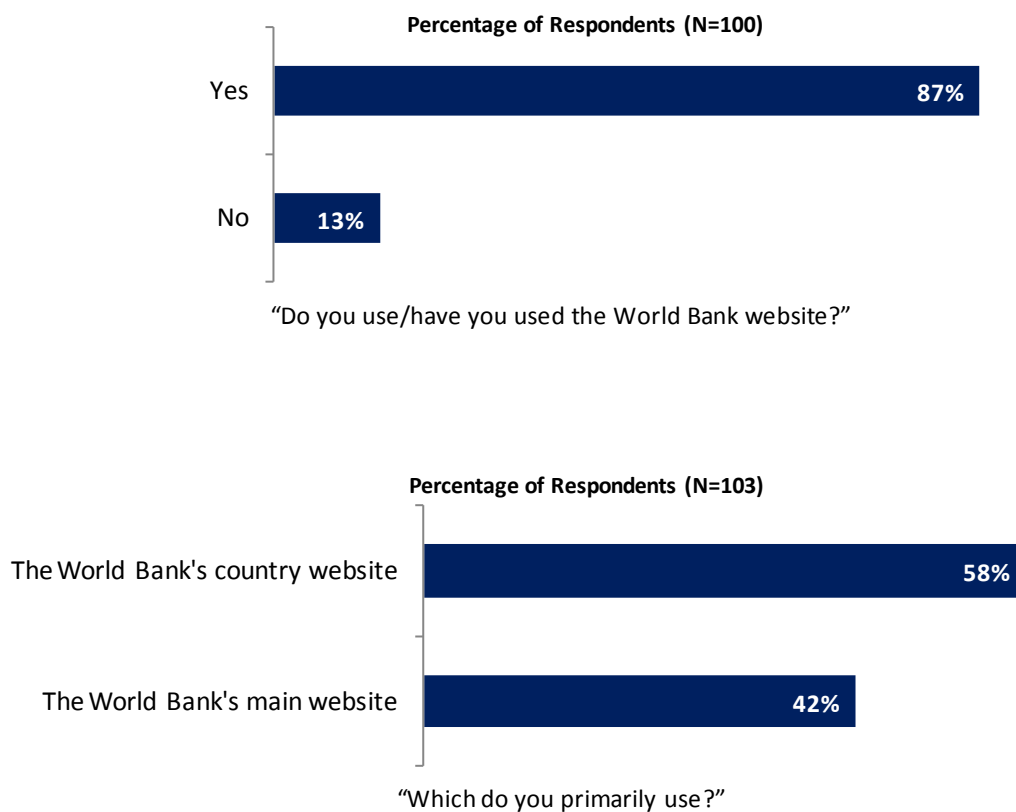 Percentage of Respondents (N=100)
Yes
87%
No
13%
“Do you use/have you used the World Bank website?”
Percentage of Respondents (N=103)
The World Bank's country website
58%
The World Bank's main website
42%
“Which do you primarily use?”